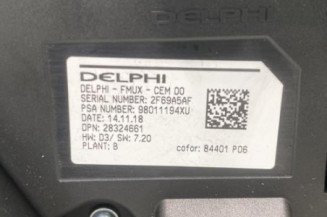 DELPHI
DELPHI - FMUX - CEM 00
SERIAL NUMBER: 2F69A5AF
PSA NUMBER: 98011194XU
DATE: 14.11.18
DPN: 28324661
HW: D3/ SW: 7.20
PLANT: B cofor: 84401 P06